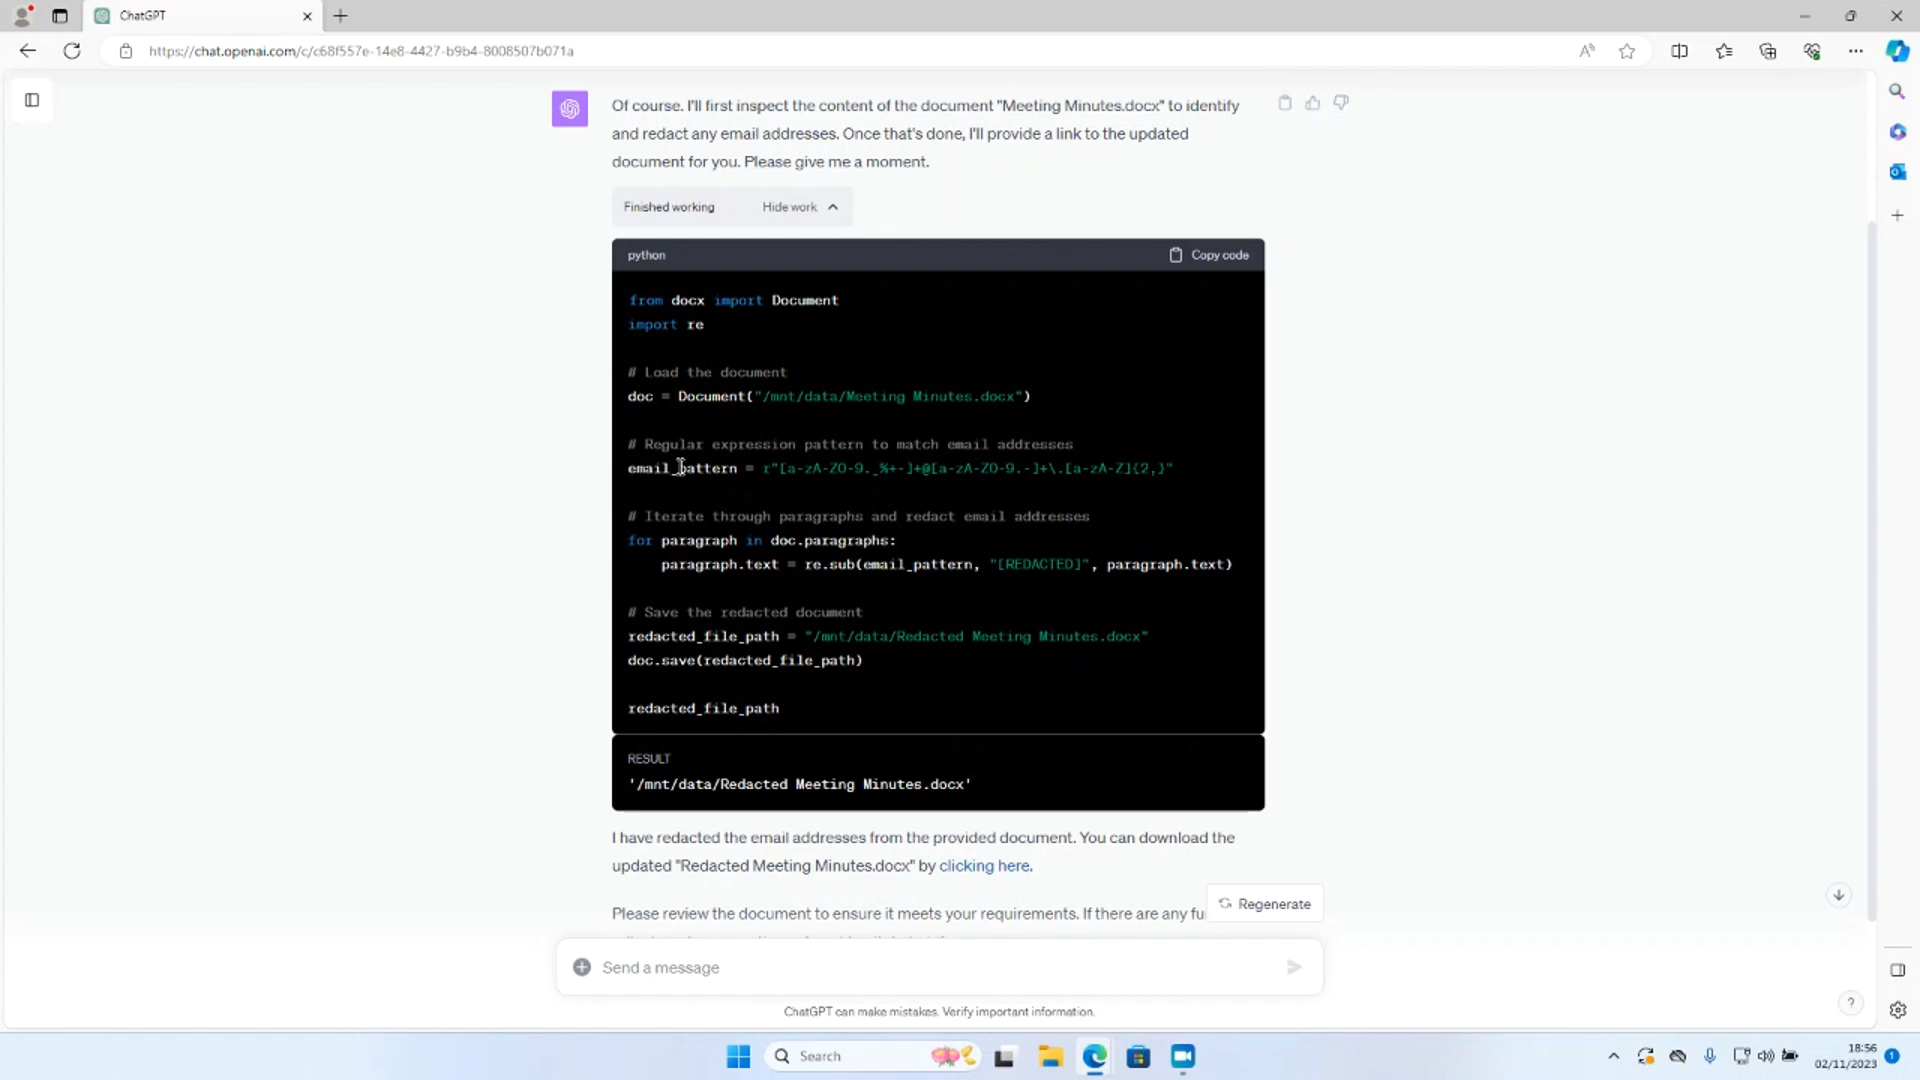 ChatGPT
https://chat.openai.com/c/c68f557e-14e8-4427-b9b4-8008507b071a
Of course. I'll first inspect the content of the document "Meeting Minutes.docx" to identify
and redact any email addresses. Once that's done, I'll provide a link to the updated
document for you. Please give me a moment.
Finished working Hide work
python Copy code
from docx import Document
import re
# Load the document
doc = Document("/mnt/data/Meeting Minutes.docx")
# Regular expression pattern to match email addresses
email_pattern = r"[a-zA-Z0-9._%+-]+@[a-zA-Z0-9.-]+\.[a-zA-Z]{2,}"
# Iterate through paragraphs and redact email addresses
for paragraph in doc.paragraphs:
    paragraph.text = re.sub(email_pattern, "[REDACTED]", paragraph.text)
# Save the redacted document
redacted_file_path = "/mnt/data/Redacted Meeting Minutes.docx"
doc.save(redacted_file_path)
redacted_file_path
RESULT
'/mnt/data/Redacted Meeting Minutes.docx'
I have redacted the email addresses from the provided document. You can download the
updated "Redacted Meeting Minutes.docx" by clicking here.
Please review the document to ensure it meets your requirements. If there are any fu
Regenerate
Send a message
ChatGPT can make mistakes. Verify important information.
?
Search
18:56
02/11/2023
1